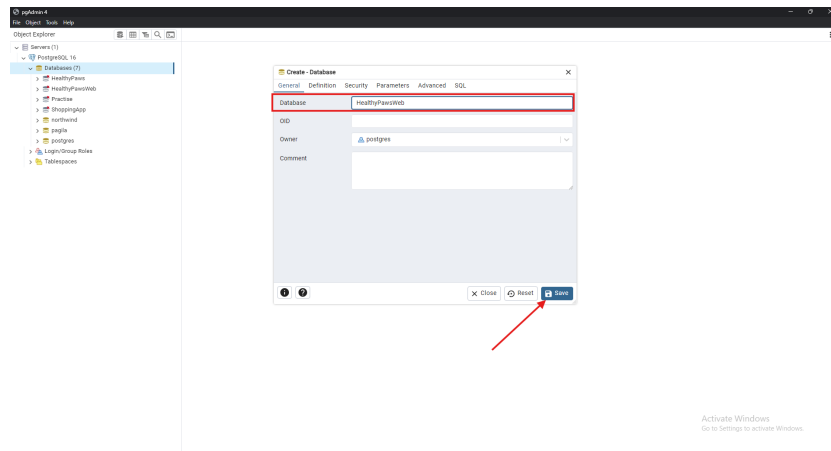 pgAdmin 4
File Object Tools Help
Object Explorer
Servers (1)
PostgreSQL 16
Databases (7)
HealthyPaws
HealthyPawsWeb
Practise
ShoppingApp
northwind
pagila
postgres
Login/Group Roles
Tablespaces
Create - Database
General Definition Security Parameters Advanced SQL
Database HealthyPawsWeb
OID
Owner postgres
Comment
Close Reset Save
Activate Windows
Go to Settings to activate Windows.